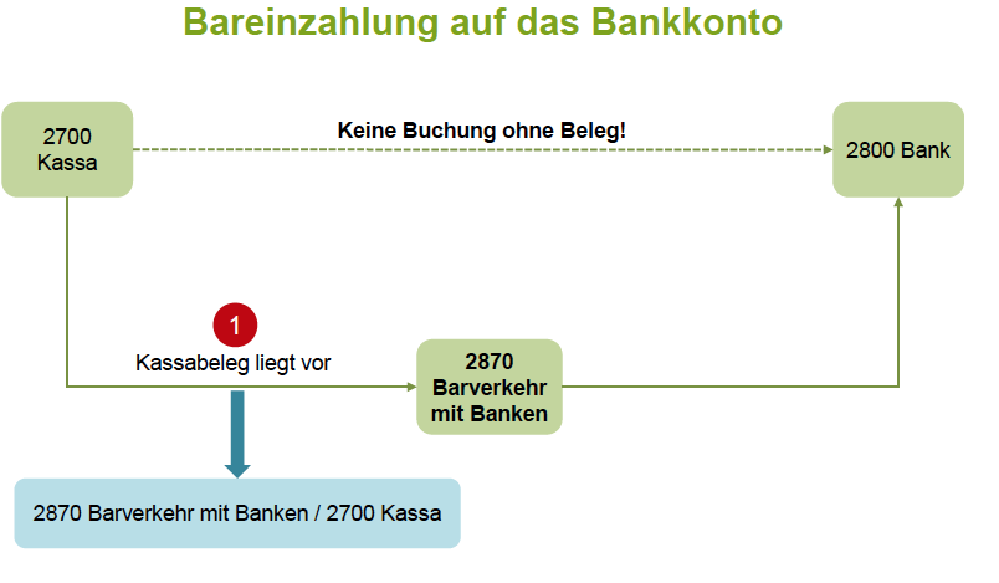 Bareinzahlung auf das Bankkonto
2700
Kassa
Keine Buchung ohne Beleg!
2800 Bank
1
Kassabeleg liegt vor
2870
Barverkehr
mit Banken
2870 Barverkehr mit Banken / 2700 Kassa